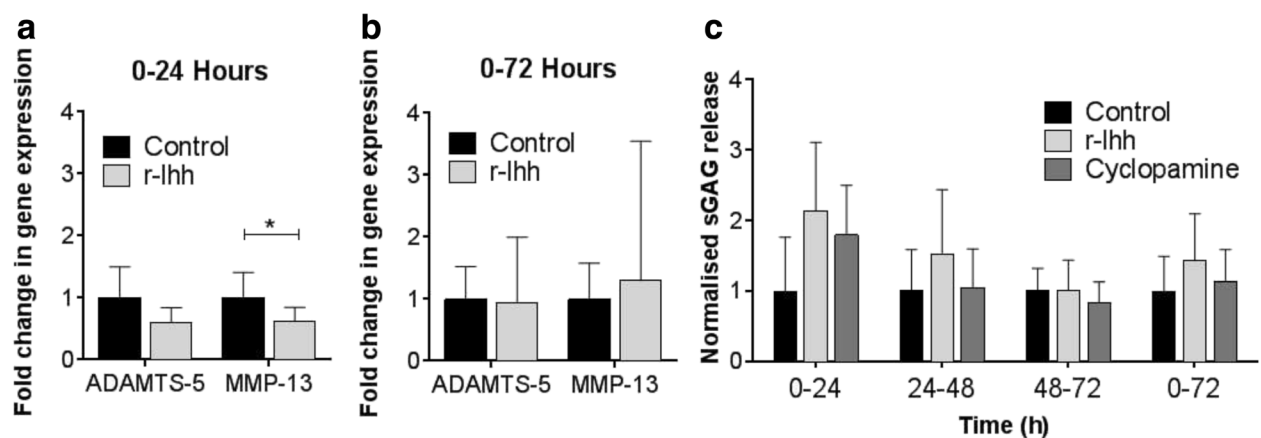 a
0-24 Hours
Fold change in gene expression
4
3
2
1
0
Control
r-Ihh
*
ADAMTS-5 MMP-13
b
0-72 Hours
Fold change in gene expression
4
3
2
1
0
Control
r-Ihh
ADAMTS-5 MMP-13
c
Normalised sGAG release
4
3
2
1
0
Control
r-Ihh
Cyclopamine
0-24 24-48 48-72 0-72
Time (h)